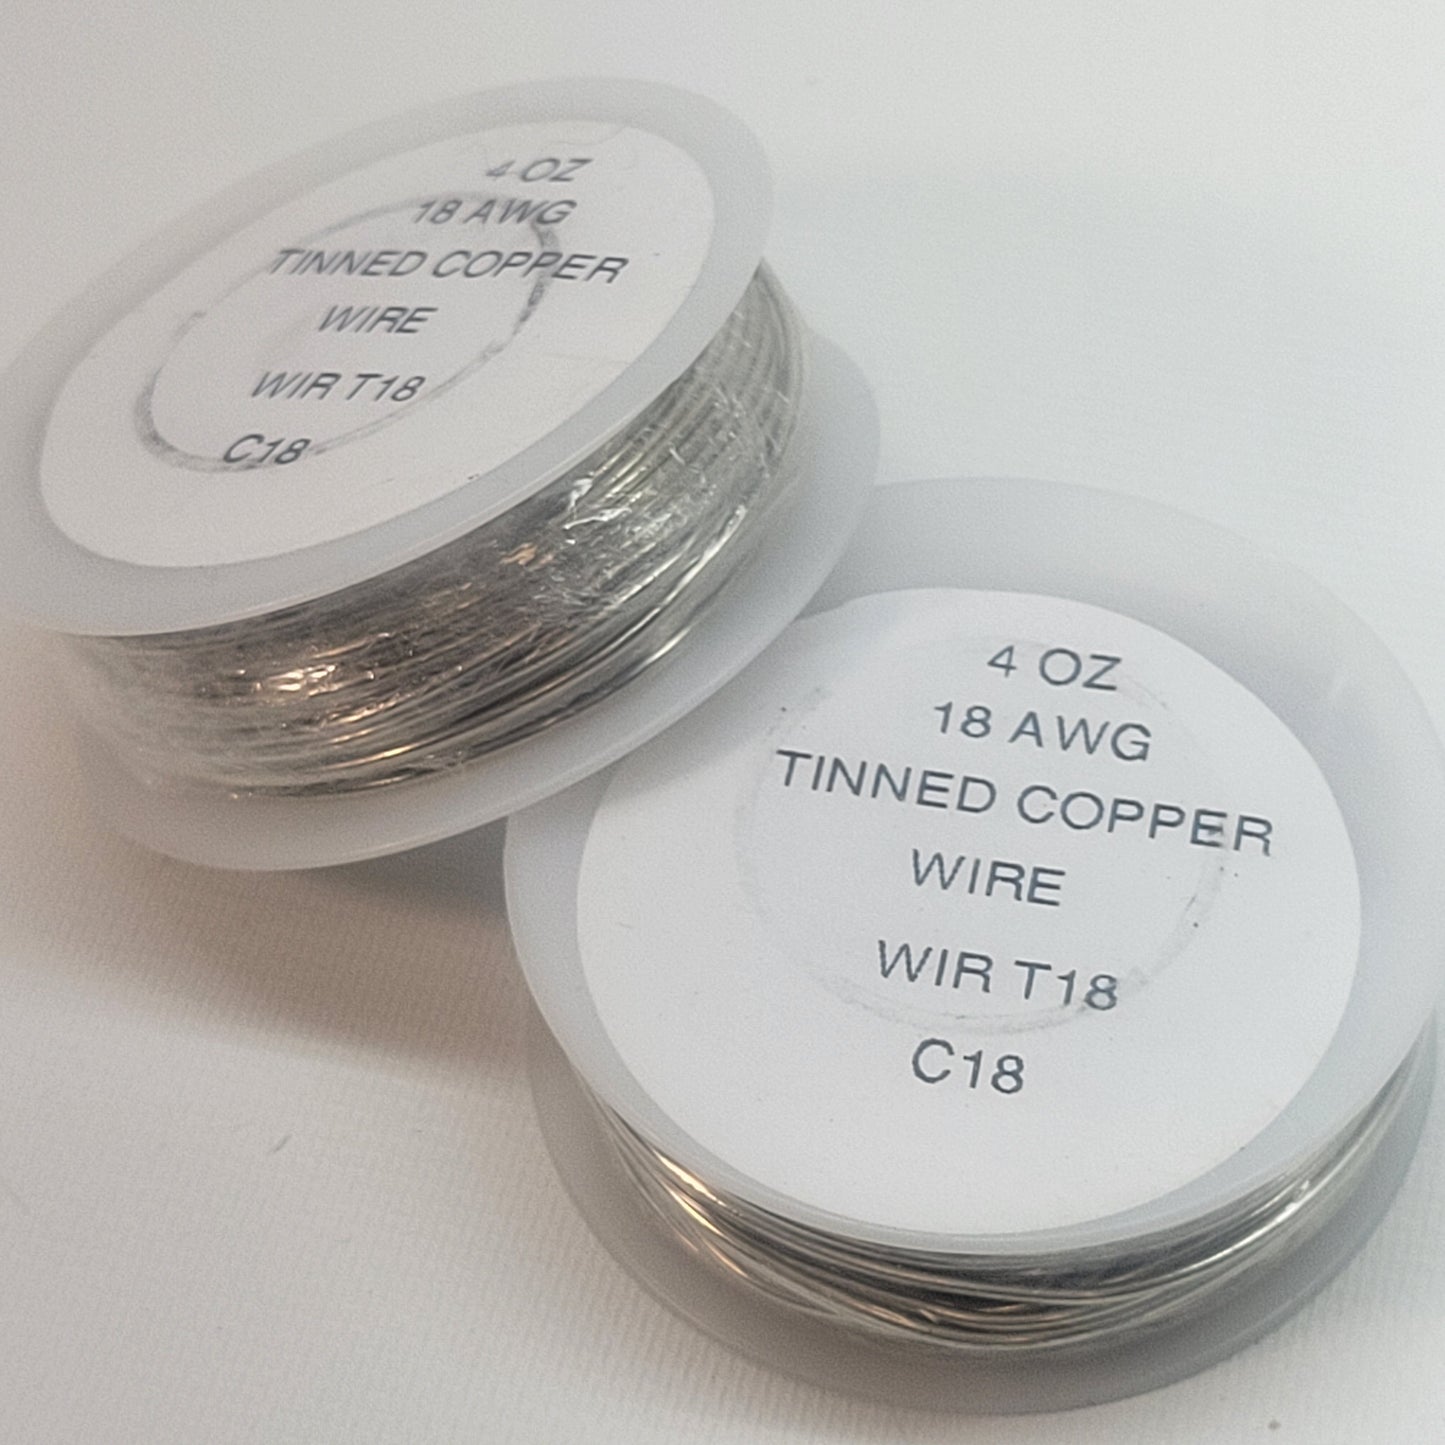 4 OZ
18 AWG
TINNED COPPER
WIRE
WIR T18
C18
4 OZ
18 AWG
TINNED COPPER
WIRE
WIR T18
C18